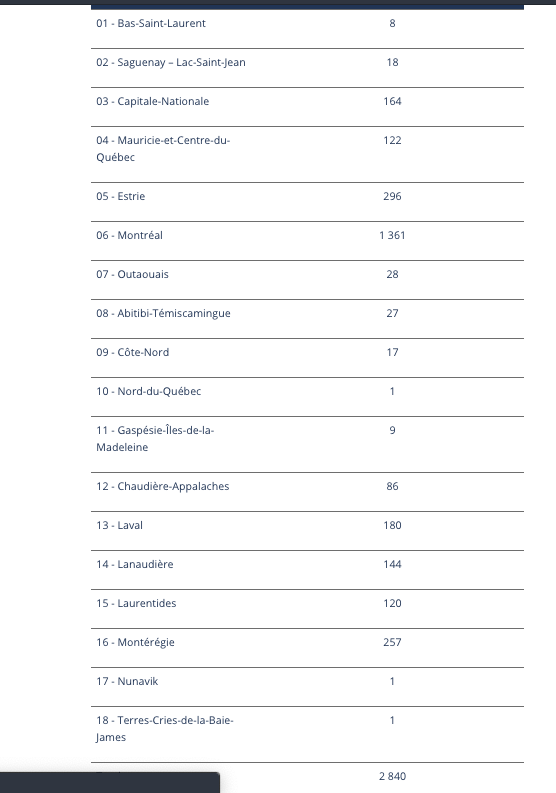 01 - Bas-Saint-Laurent 8
02 - Saguenay – Lac-Saint-Jean 18
03 - Capitale-Nationale 164
04 - Mauricie-et-Centre-du- 122
Québec
05 - Estrie 296
06 - Montréal 1 361
07 - Outaouais 28
08 - Abitibi-Témiscamingue 27
09 - Côte-Nord 17
10 - Nord-du-Québec 1
11 - Gaspésie-Îles-de-la- 9
Madeleine
12 - Chaudière-Appalaches 86
13 - Laval 180
14 - Lanaudière 144
15 - Laurentides 120
16 - Montérégie 257
17 - Nunavik 1
18 - Terres-Cries-de-la-Baie- 1
James
2 840